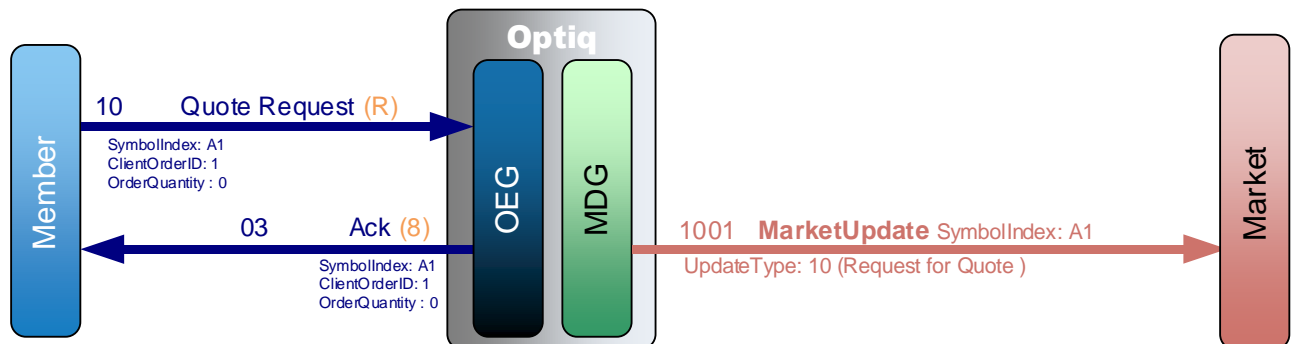 Optiq
Member
10 Quote Request (R)
SymbolIndex: A1
ClientOrderID: 1
OrderQuantity : 0
03 Ack (8)
SymbolIndex: A1
ClientOrderID: 1
OrderQuantity : 0
OEG
MDG
1001 MarketUpdate SymbolIndex: A1
UpdateType: 10 (Request for Quote )
Market